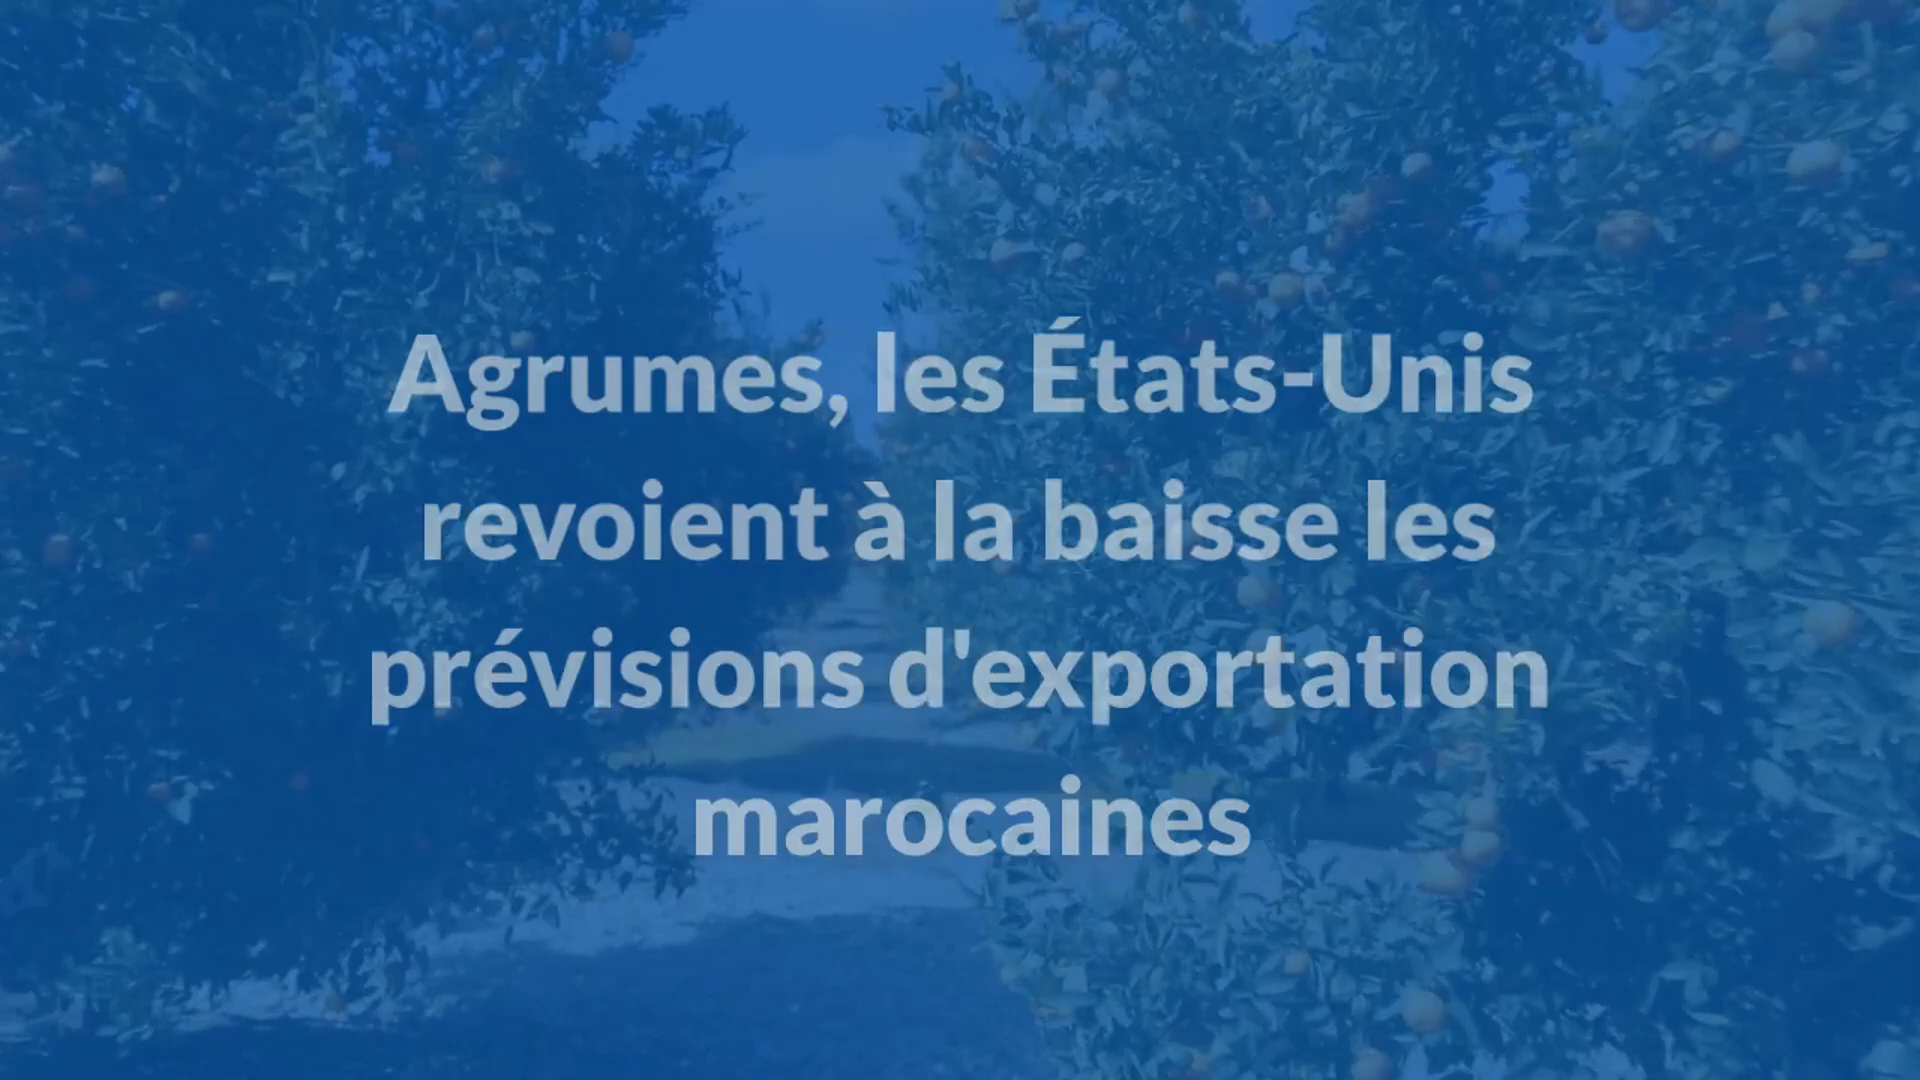 Agrumes, les États-Unis
revoient à la baisse les
prévisions d'exportation
marocaines